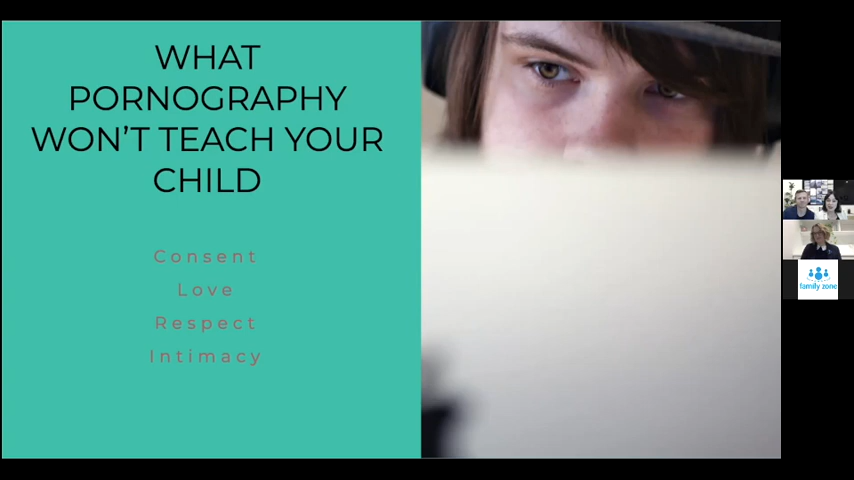 WHAT
PORNOGRAPHY
WON'T TEACH YOUR
CHILD
Consent
Love
Respect
Intimacy
family zone